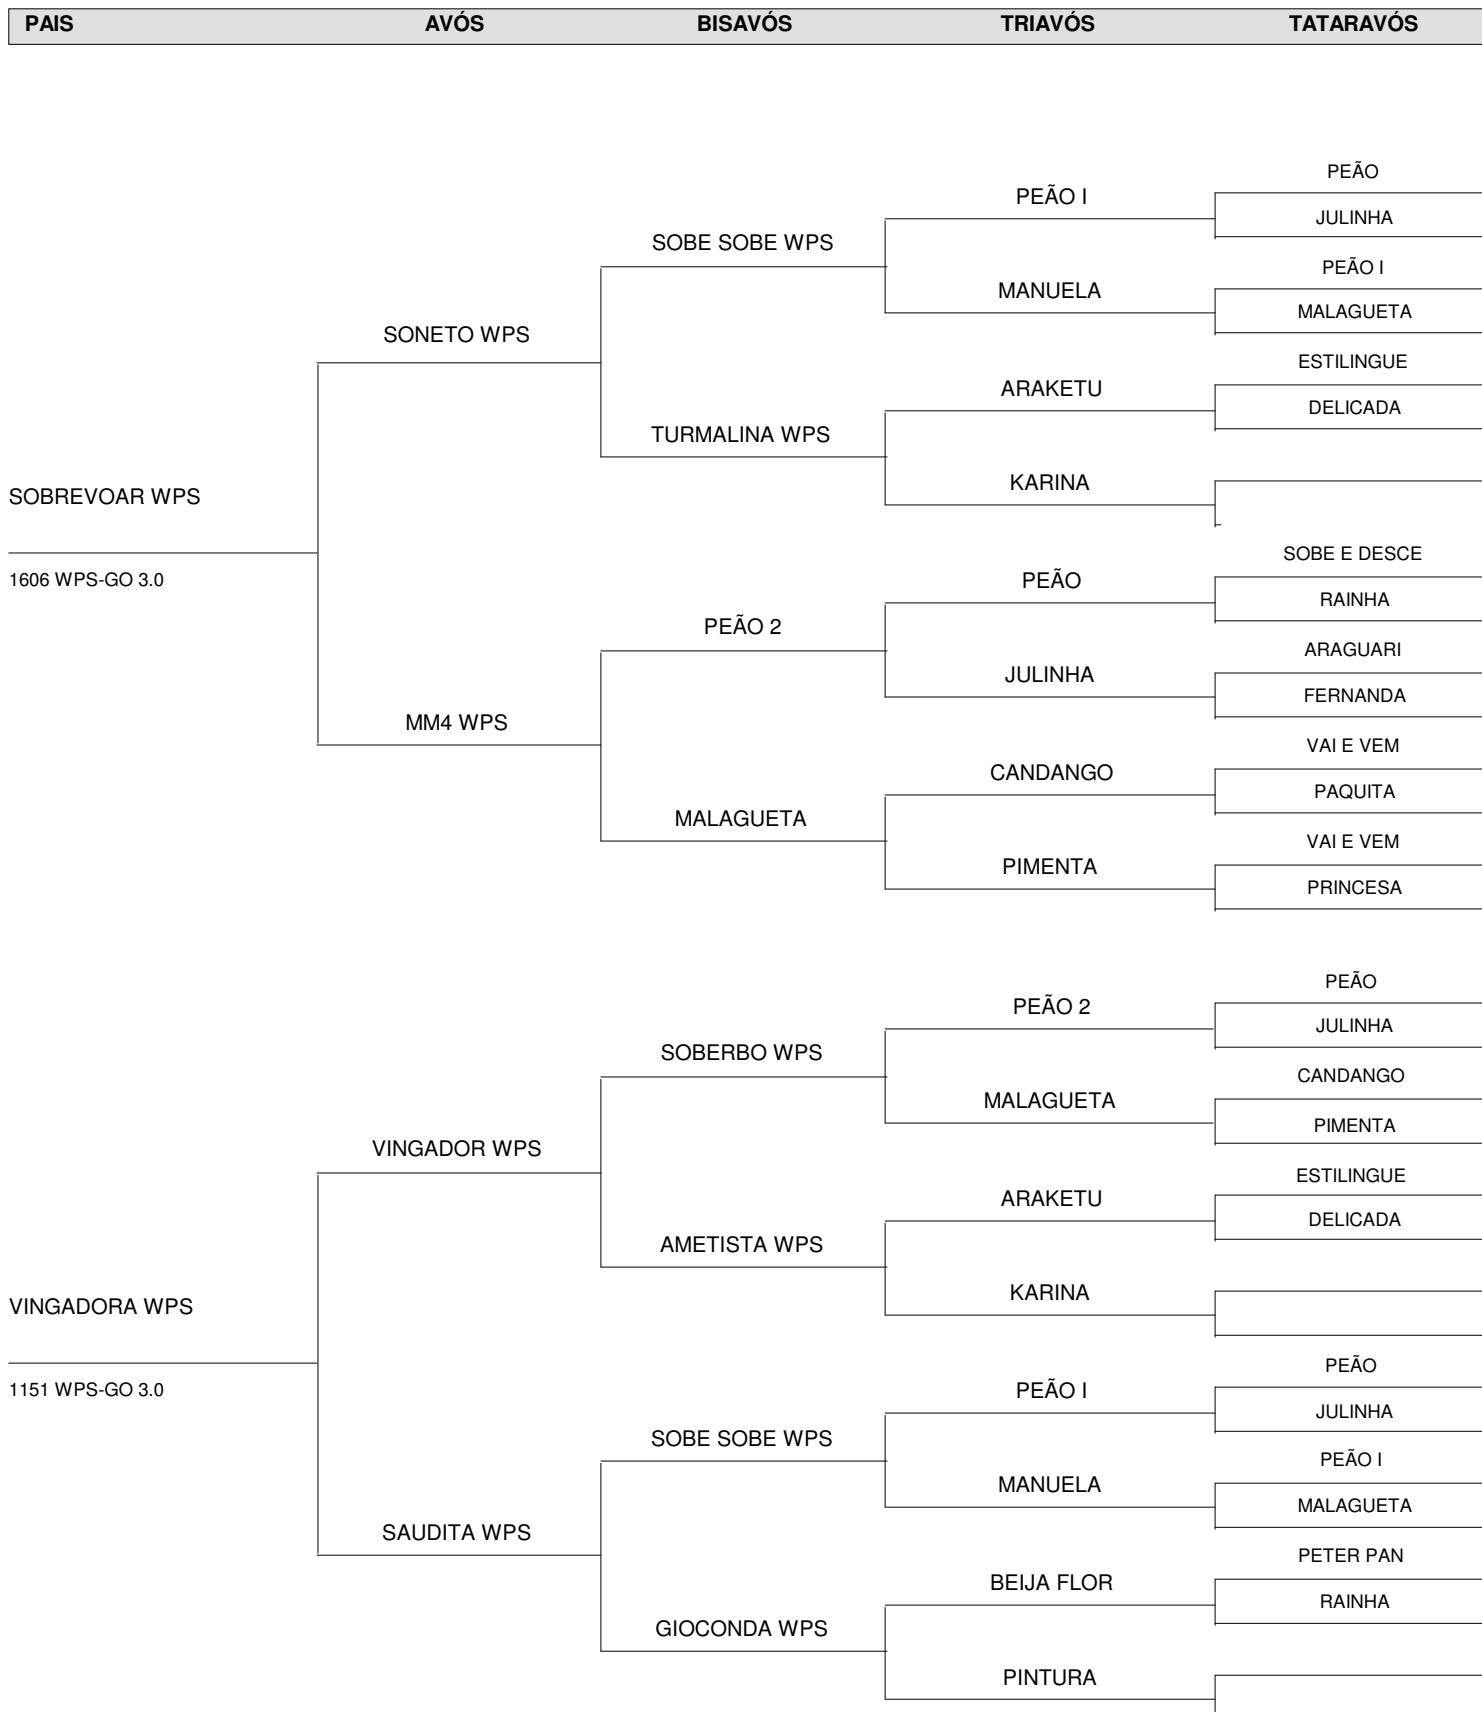 PAIS AVÓS BISAVÓS TRIAVÓS TATARAVÓS
PEÃO
PEÃO I
JULINHA
SOBE SOBE WPS
PEÃO I
MANUELA
MALAGUETA
SONETO WPS
ESTILINGUE
ARAKETU
DELICADA
TURMALINA WPS
KARINA
SOBREVOAR WPS
SOBE E DESCE
1606 WPS-GO 3.0
PEÃO
RAINHA
PEÃO 2
ARAGUARI
JULINHA
FERNANDA
MM4 WPS
VAI E VEM
CANDANGO
PAQUITA
MALAGUETA
VAI E VEM
PIMENTA
PRINCESA
PEÃO
PEÃO 2
JULINHA
SOBERBO WPS
CANDANGO
MALAGUETA
PIMENTA
VINGADOR WPS
ESTILINGUE
ARAKETU
DELICADA
AMETISTA WPS
KARINA
VINGADORA WPS
PEÃO
1151 WPS-GO 3.0
PEÃO I
JULINHA
SOBE SOBE WPS
PEÃO I
MANUELA
MALAGUETA
SAUDITA WPS
PETER PAN
BEIJA FLOR
RAINHA
GIOCONDA WPS
PINTURA